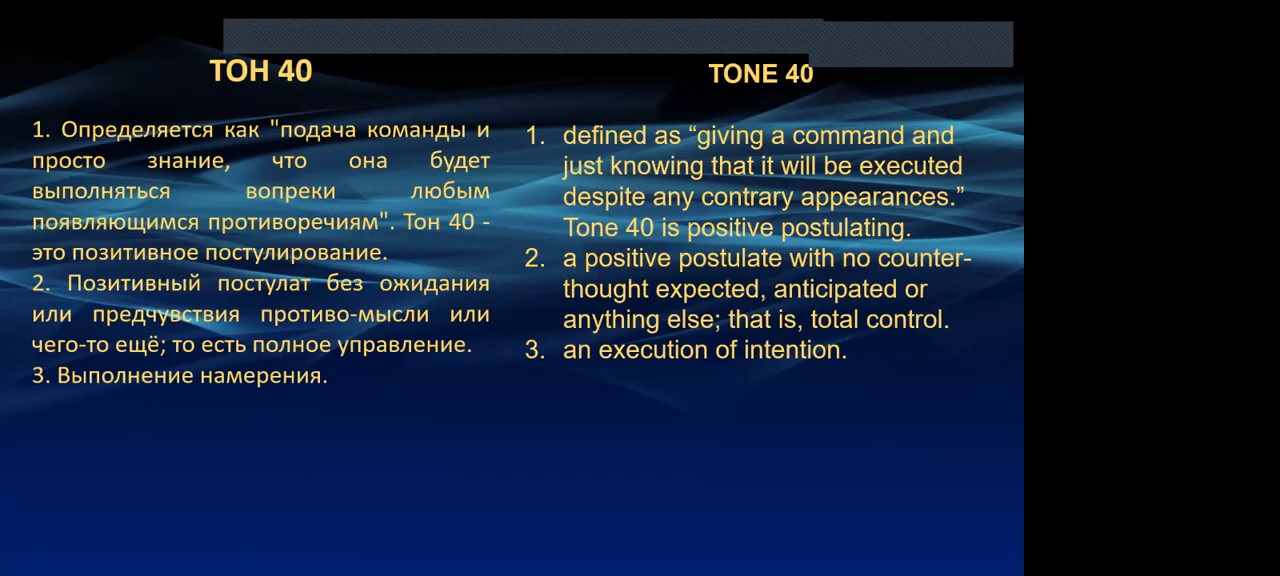 ТОН 40
1. Определяется как "подача команды и
просто знание, что она будет
выполняться вопреки любым
появляющимся противоречиям". Тон 40 -
это позитивное постулирование.
2. Позитивный постулат без ожидания
или предчувствия противо-мысли или
чего-то ещё; то есть полное управление.
3. Выполнение намерения.
TONE 40
1. defined as “giving a command and
just knowing that it will be executed
despite any contrary appearances.”
Tone 40 is positive postulating.
2. a positive postulate with no counter-
thought expected, anticipated or
anything else; that is, total control.
3. an execution of intention.